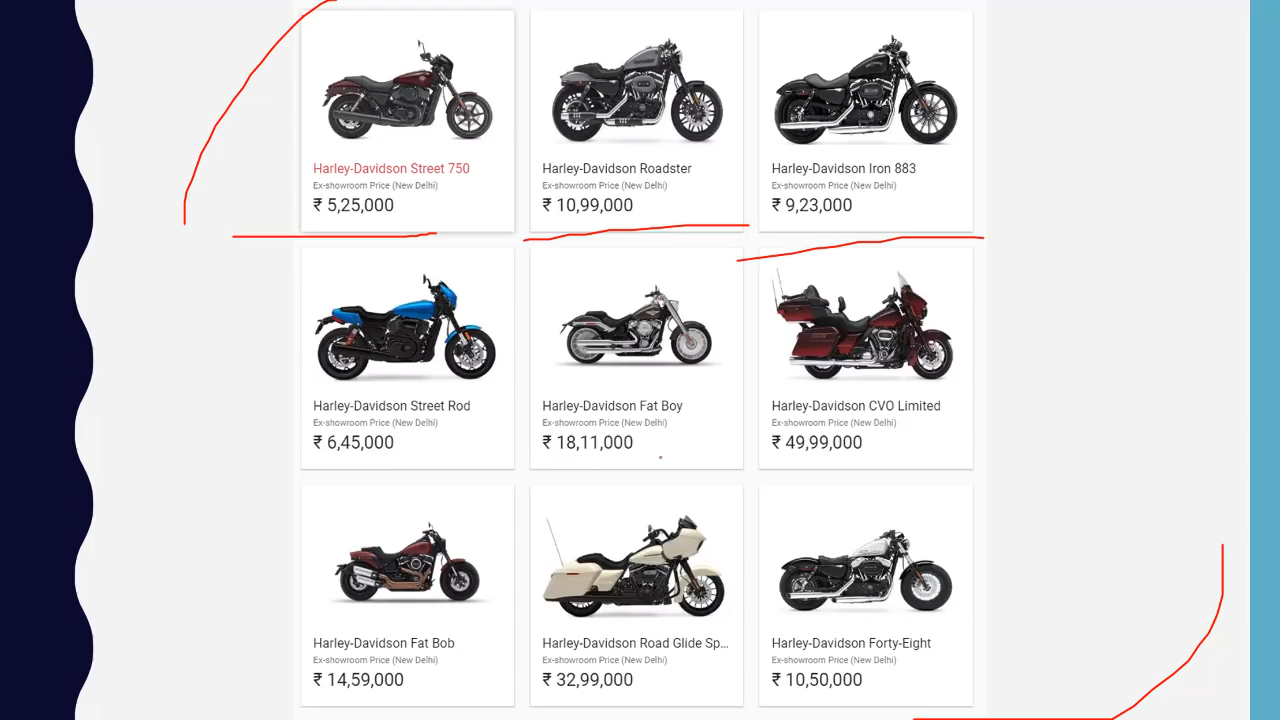 Harley-Davidson Street 750
Ex-showroom Price (New Delhi)
₹ 5,25,000
Harley-Davidson Roadster
Ex-showroom Price (New Delhi)
₹ 10,99,000
Harley-Davidson Iron 883
Ex-showroom Price (New Delhi)
₹ 9,23,000
Harley-Davidson Street Rod
Ex-showroom Price (New Delhi)
₹ 6,45,000
Harley-Davidson Fat Boy
Ex-showroom Price (New Delhi)
₹ 18,11,000
Harley-Davidson CVO Limited
Ex-showroom Price (New Delhi)
₹ 49,99,000
Harley-Davidson Fat Bob
Ex-showroom Price (New Delhi)
₹ 14,59,000
Harley-Davidson Road Glide Sp...
Ex-showroom Price (New Delhi)
₹ 32,99,000
Harley-Davidson Forty-Eight
Ex-showroom Price (New Delhi)
₹ 10,50,000